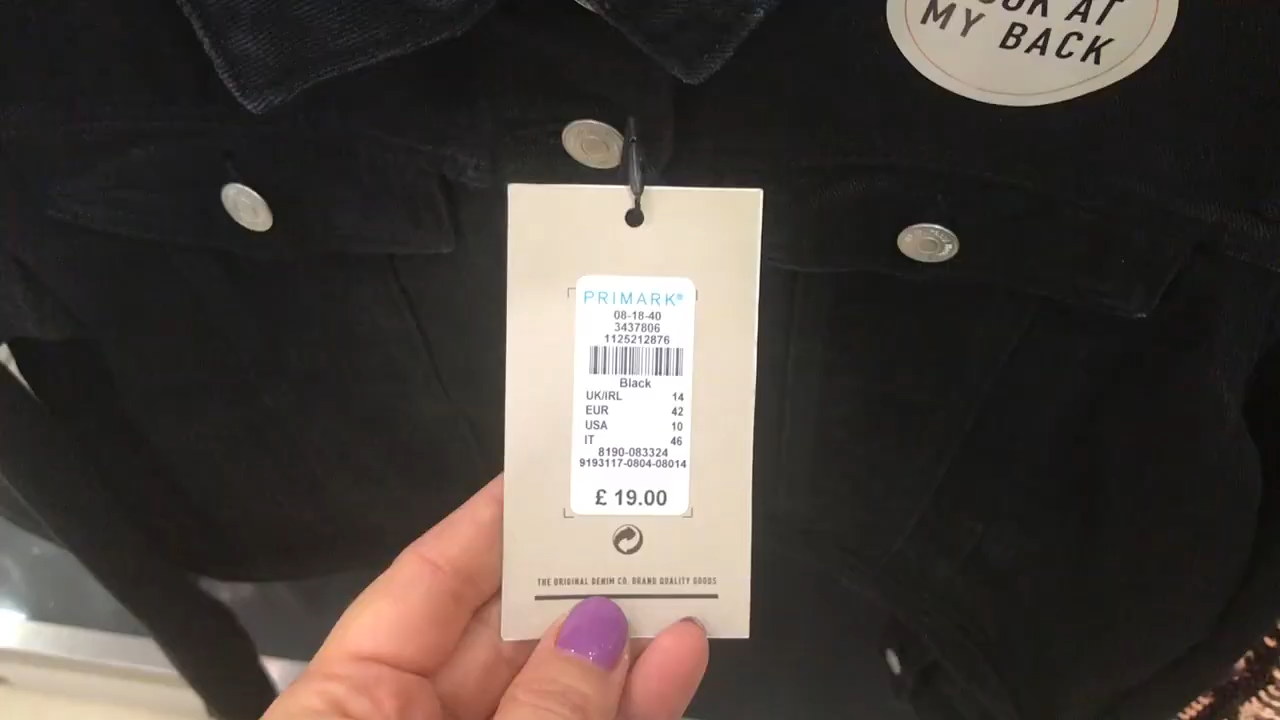 AT
MY BACK
PRIMARK®
08-18-40
3437806
1125212876
Black
UK/IRL 14
EUR 42
USA 10
IT 46
8190-083324
9193117-0804-08014
£ 19.00
THE ORIGINAL DENIM CO. BRAND QUALITY GOODS